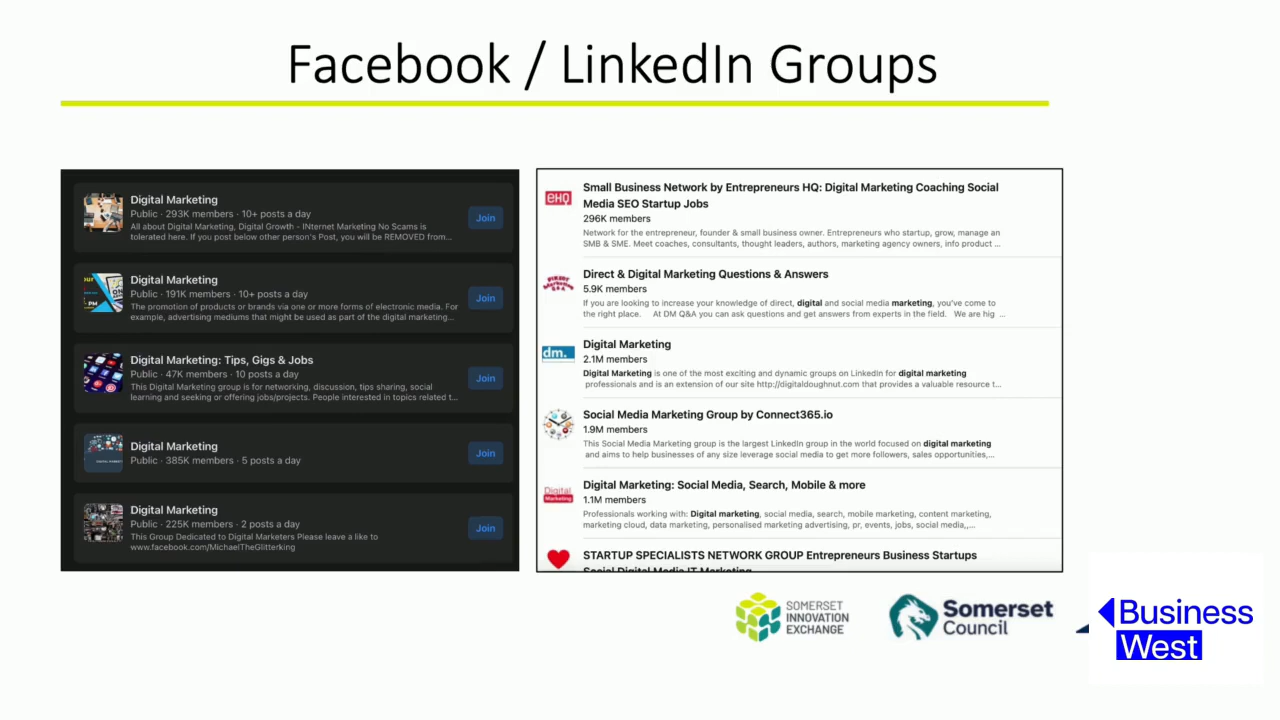 Facebook / LinkedIn Groups
Digital Marketing
Public · 293K members · 10+ posts a day
All about Digital Marketing, Digital Growth - INternet Marketing No Scams is
tolerated here. If you post below other person's Post, you will be REMOVED from...
Join
Digital Marketing
Public · 191K members · 10+ posts a day
The promotion of products or brands via one or more forms of electronic media. For
example, advertising mediums that might be used as part of the digital marketing...
Join
Digital Marketing: Tips, Gigs & Jobs
Public · 47K members · 10 posts a day
This Digital Marketing group is for networking, discussion, tips sharing, social
learning and seeking or offering jobs/projects. People interested in topics related t...
Join
Digital Marketing
Public · 385K members · 5 posts a day
Join
Digital Marketing
Public · 225K members · 2 posts a day
This Group Dedicated to Digital Marketers Please leave a like to
www.facebook.com/MichaelTheGlitterking
Join
eHQ
Small Business Network by Entrepreneurs HQ: Digital Marketing Coaching Social
Media SEO Startup Jobs
296K members
Network for the entrepreneur, founder & small business owner. Entrepreneurs who startup, grow, manage an
SMB & SME. Meet coaches, consultants, thought leaders, authors, marketing agency owners, info product ...
Direct & Digital Marketing Questions & Answers
5.9K members
If you are looking to increase your knowledge of direct, digital and social media marketing, you've come to
the right place. At DM Q&A you can ask questions and get answers from experts in the field. We are hig ...
dm.
Digital Marketing
2.1M members
Digital Marketing is one of the most exciting and dynamic groups on LinkedIn for digital marketing
professionals and is an extension of our site http://digitaldoughnut.com that provides a valuable resource t...
Social Media Marketing Group by Connect365.io
1.9M members
This Social Media Marketing group is the largest LinkedIn group in the world focused on digital marketing
and aims to help businesses of any size leverage social media to get more followers, sales opportunities,...
Digital
Marketing
Digital Marketing: Social Media, Search, Mobile & more
1.1M members
Professionals working with: Digital marketing, social media, search, mobile marketing, content marketing,
marketing cloud, data marketing, personalised marketing advertising, pr, events, jobs, social media,,...
STARTUP SPECIALISTS NETWORK GROUP Entrepreneurs Business Startups
Social Digital Media IT Marketing
SOMERSET
INNOVATION
EXCHANGE
Somerset
Council
Business
West